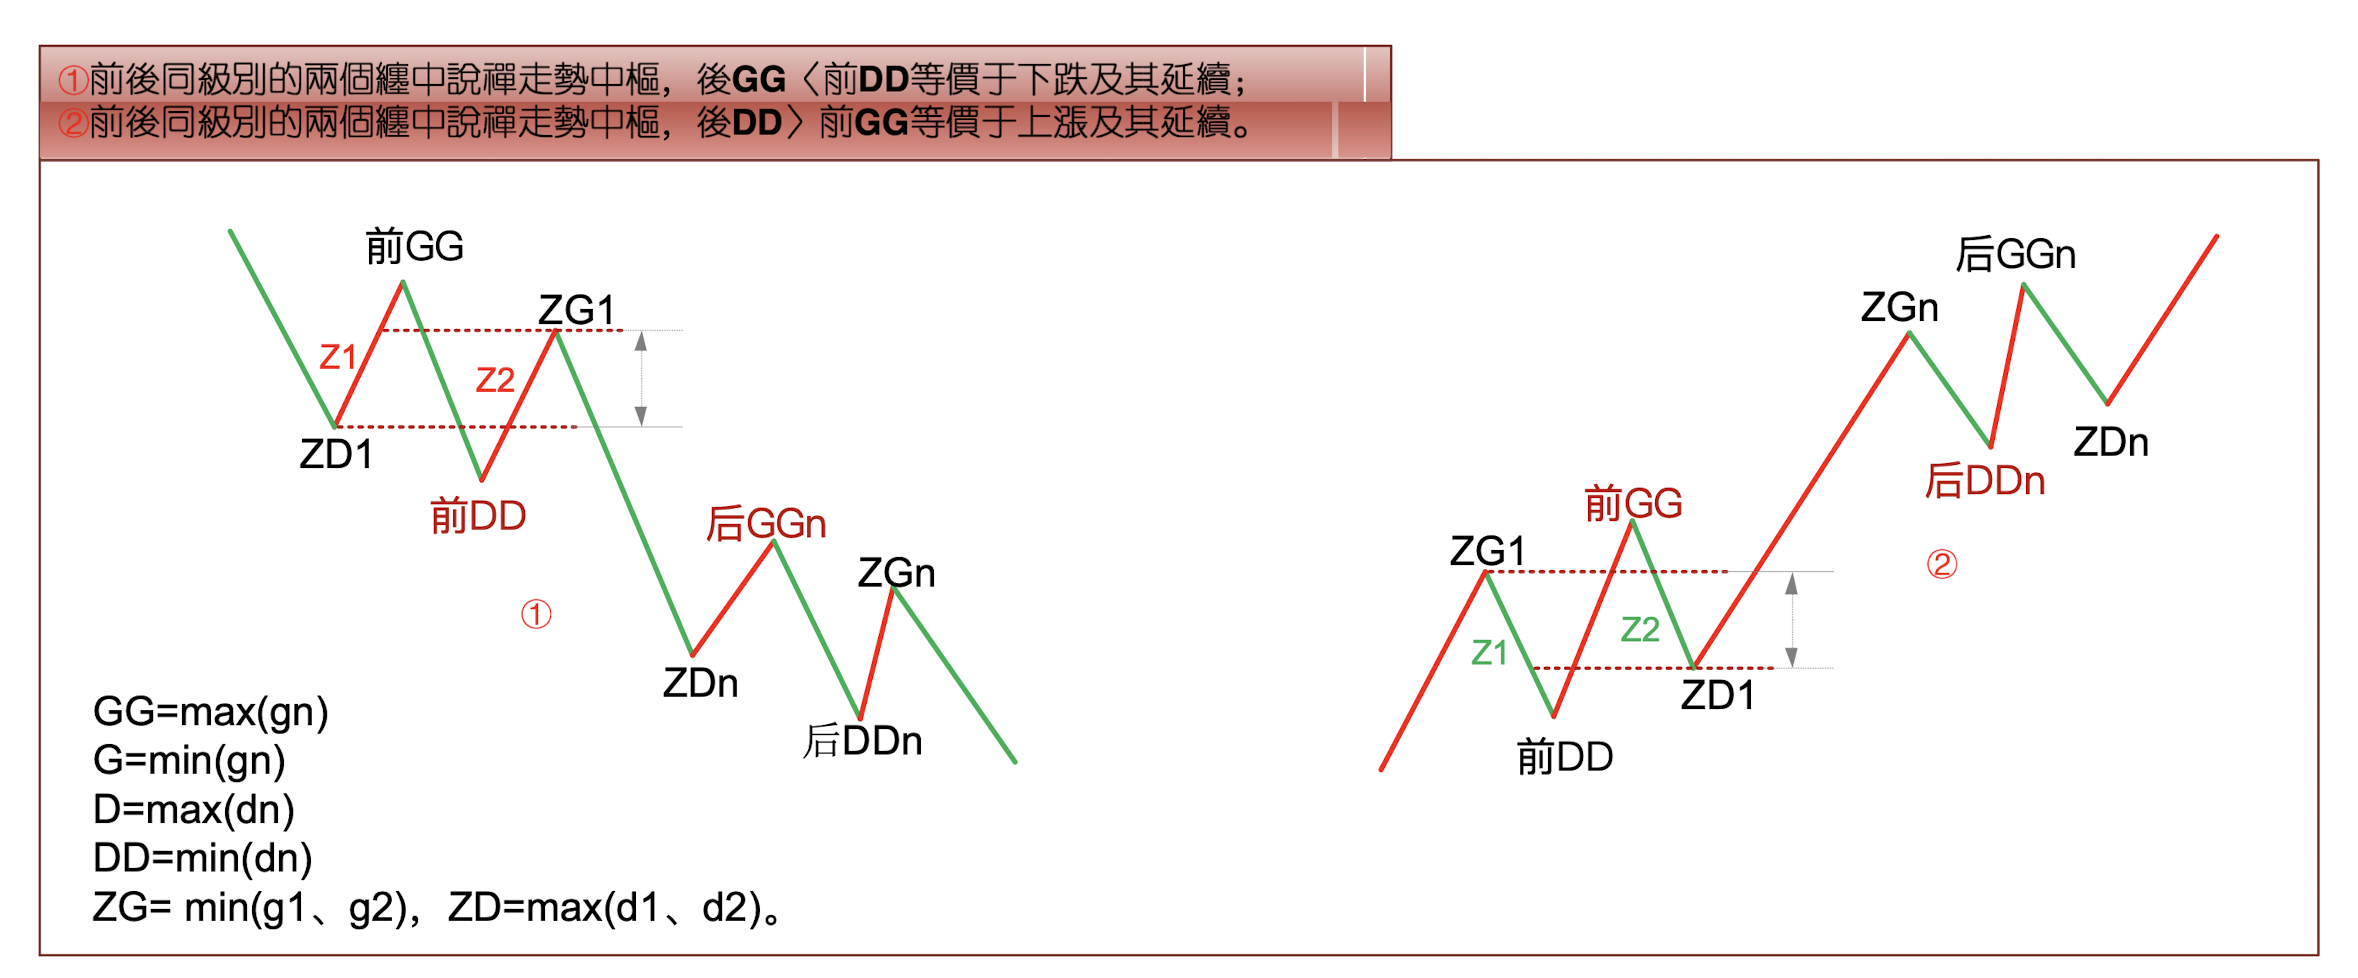 ①前後同級別的兩個纏中說禪走勢中樞，後GG〈前DD等價于下跌及其延續；
②前後同級別的兩個纏中說禪走勢中樞，後DD〉前GG等價于上漲及其延續。
前GG
ZG1
Z1
Z2
ZD1
前DD
后GGn
ZGn
①
ZDn
后DDn
GG=max(gn)
G=min(gn)
D=max(dn)
DD=min(dn)
ZG= min(g1、g2)，ZD=max(d1、d2)。
后GGn
ZGn
ZDn
后DDn
前GG
ZG1
②
Z1
Z2
ZD1
前DD